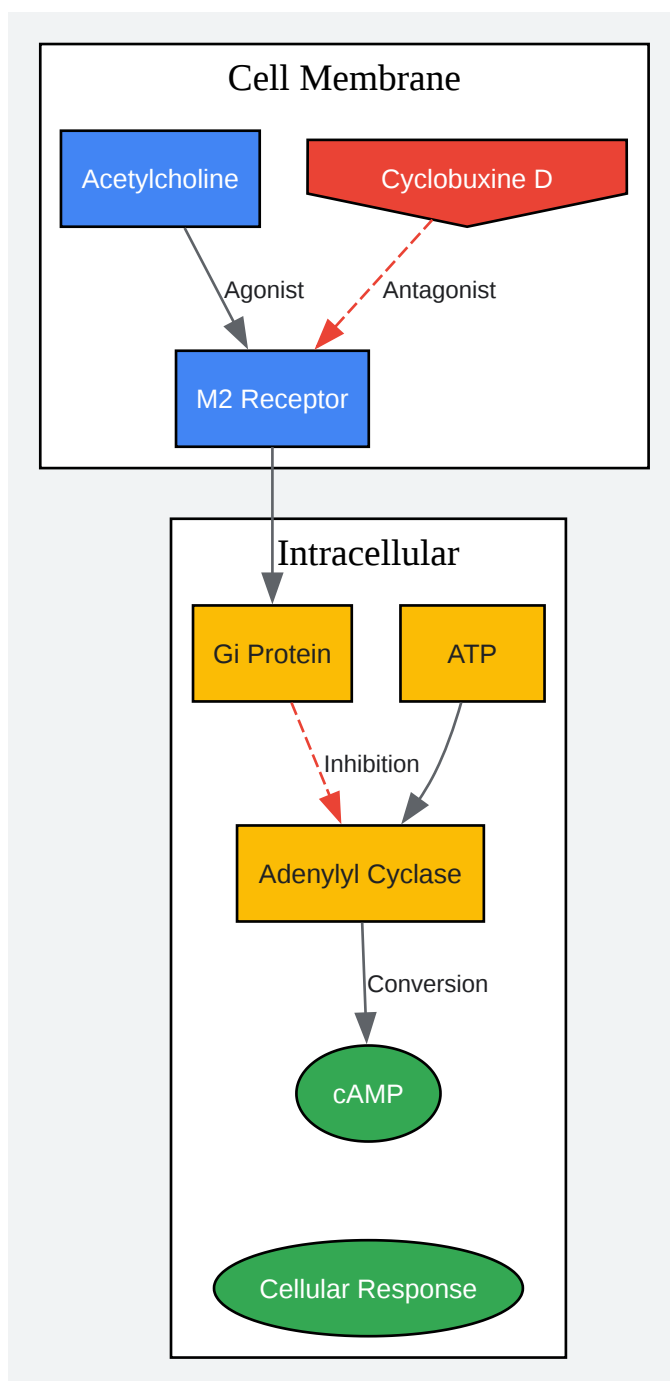 Cell Membrane
Acetylcholine
Cyclobuxine D
Agonist
Antagonist
M2 Receptor
Intracellular
Gi Protein
ATP
Inhibition
Adenylyl Cyclase
Conversion
cAMP
Cellular Response